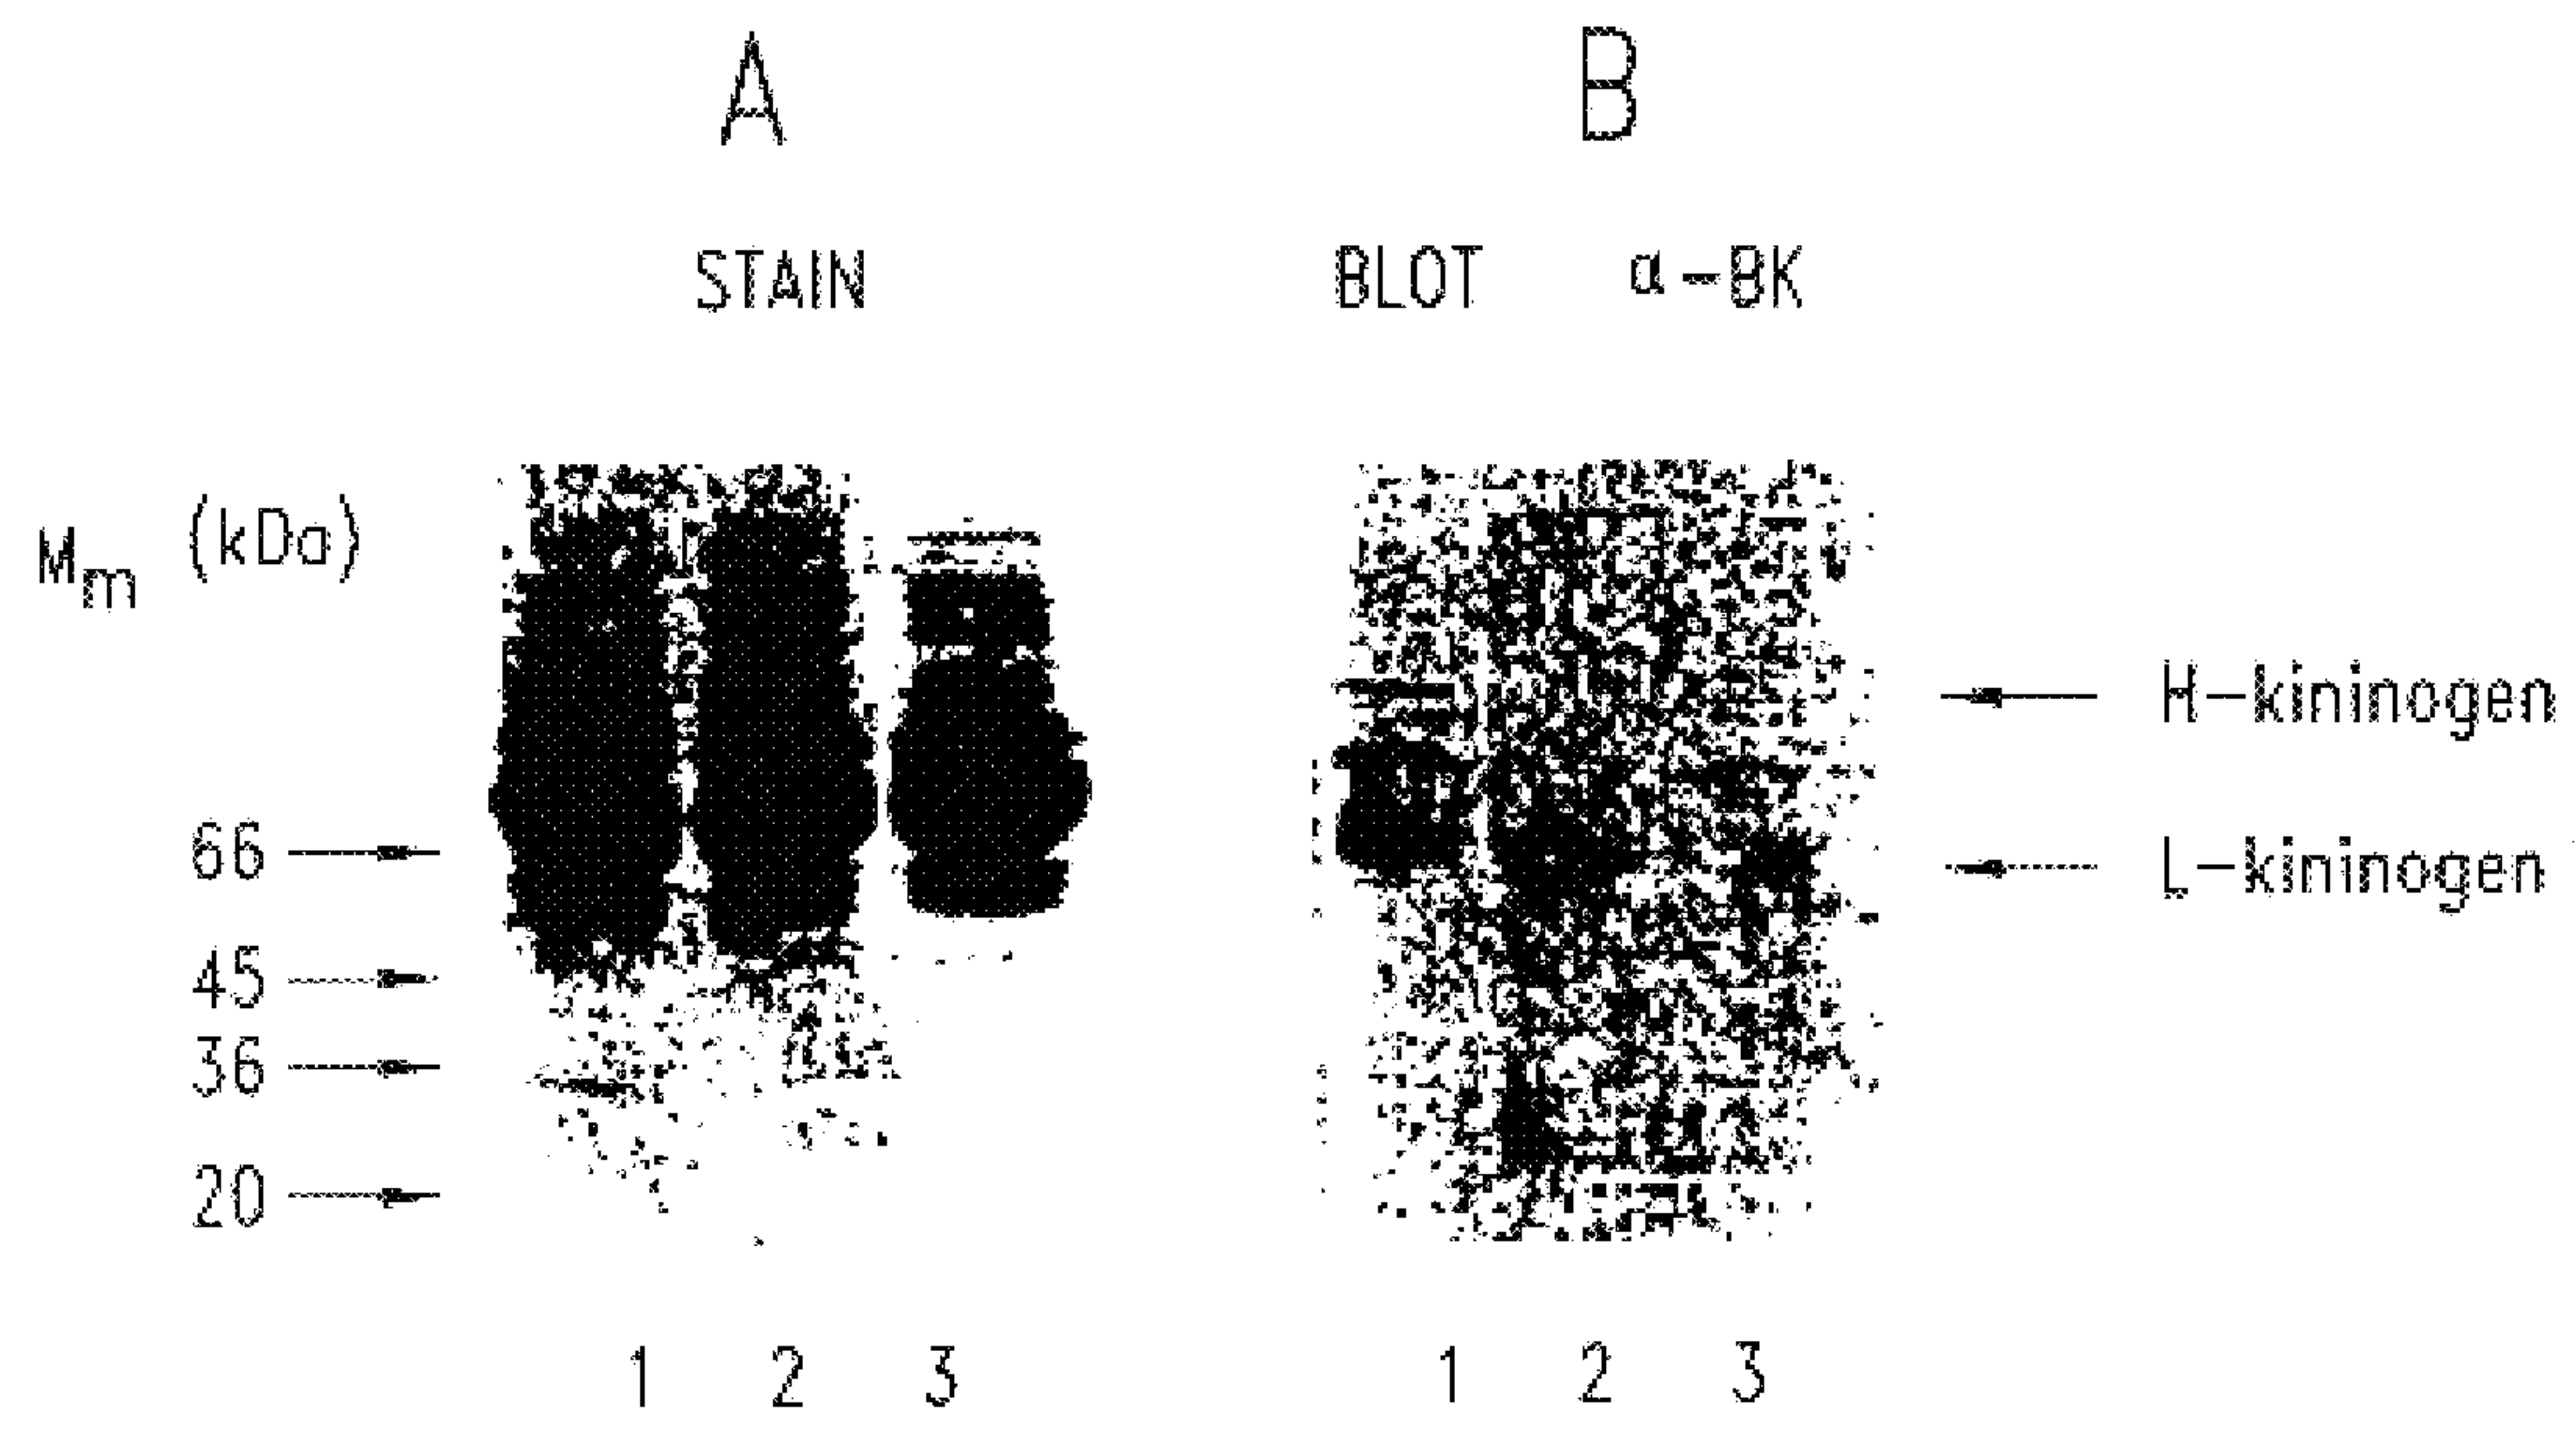 A B
STAIN BLOT α-BK
Mm (kDa)
H-kininogen
66 L-kininogen
45
36
20
1 2 3 1 2 3